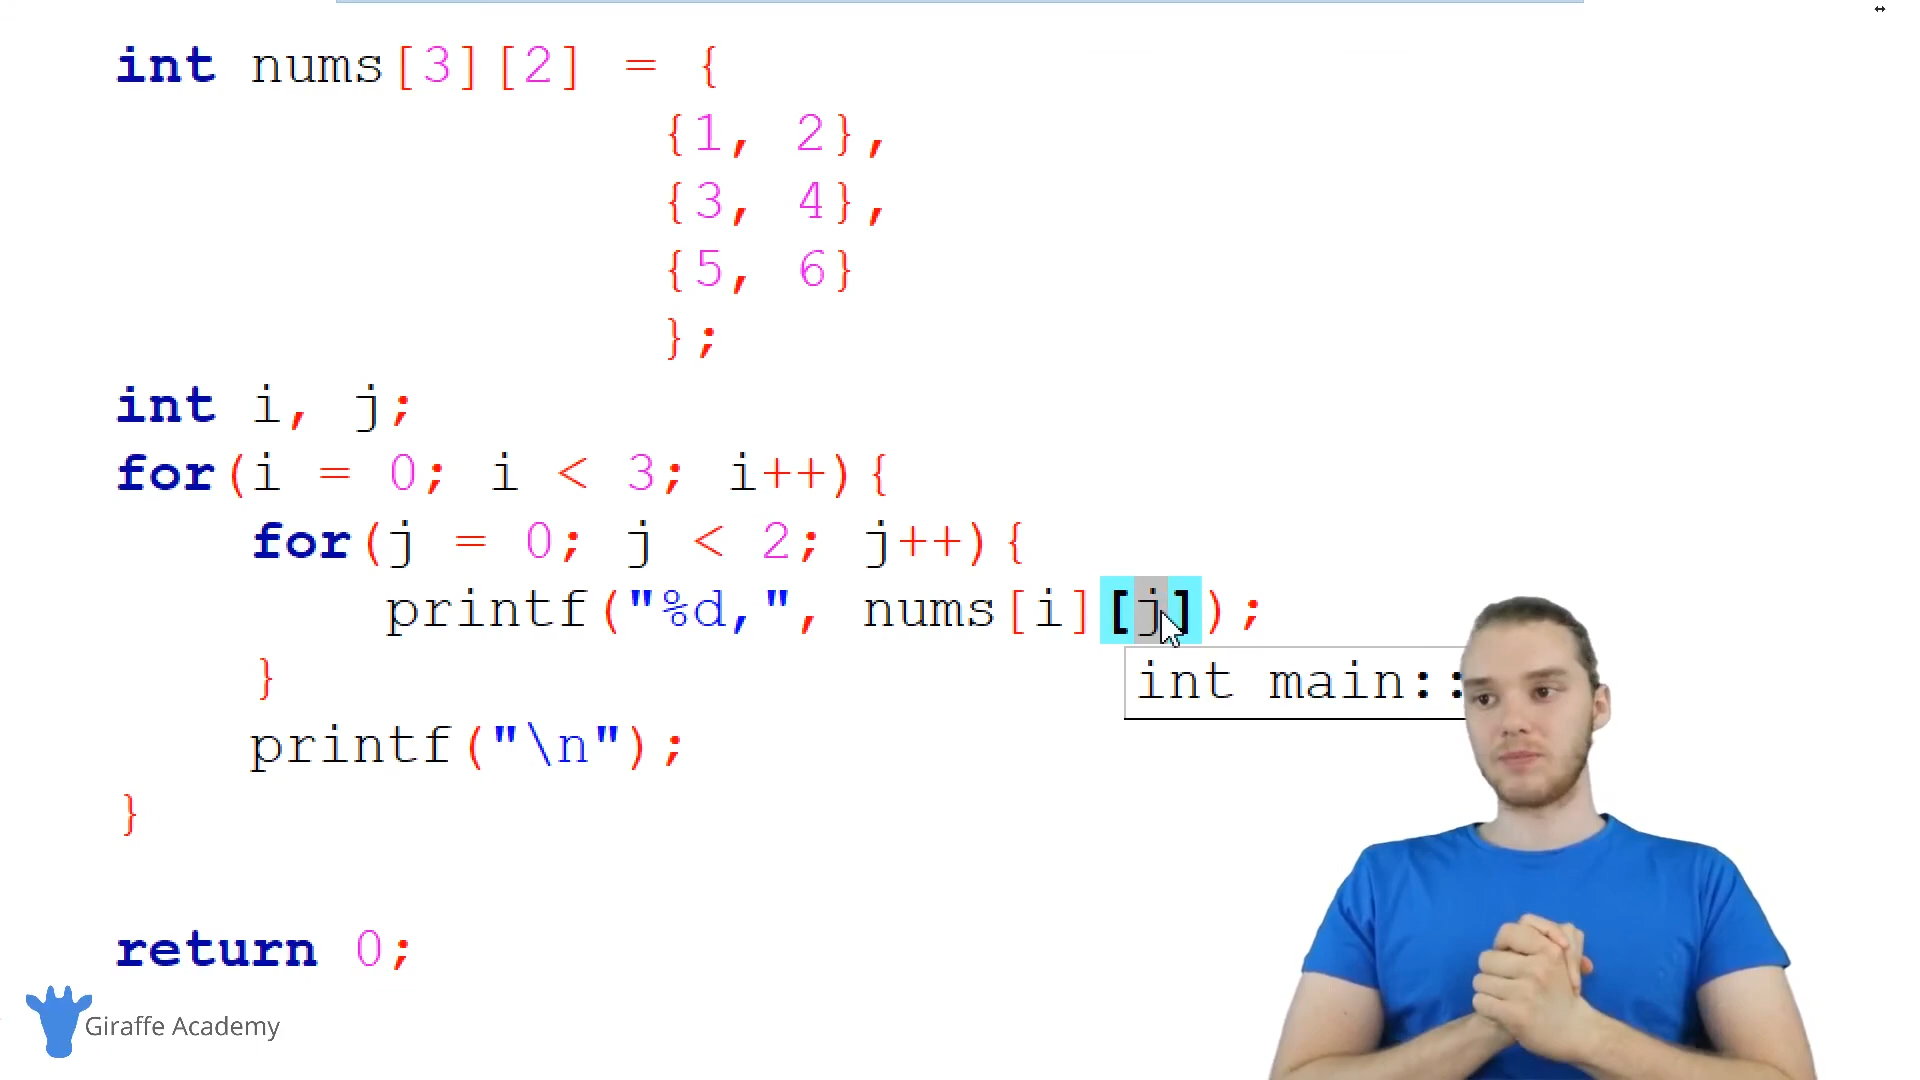 int nums[3][2] = {
{1, 2},
{3, 4},
{5, 6}
};
int i, j;
for(i = 0; i < 3; i++){
for(j = 0; j < 2; j++){
printf("%d,", nums[i][j]);
int main::
}
printf("\n");
}
return 0;
Giraffe Academy